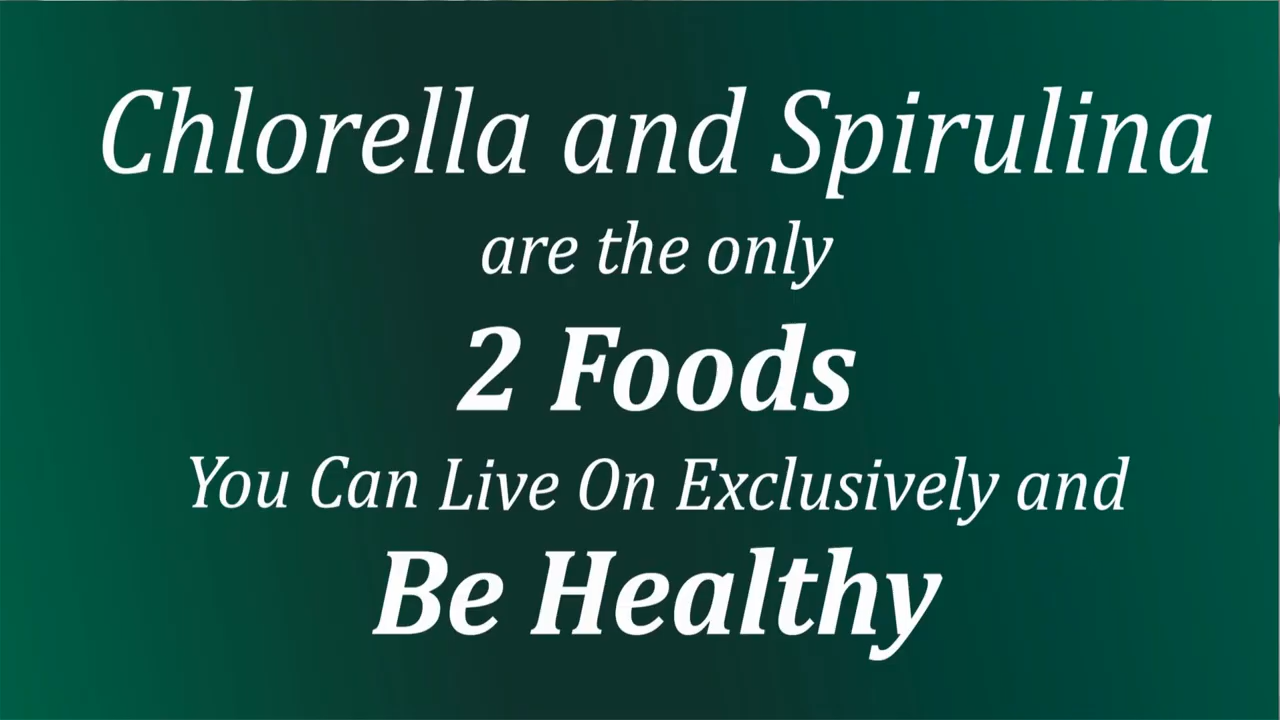 Chlorella and Spirulina
are the only
2 Foods
You Can Live On Exclusively and
Be Healthy